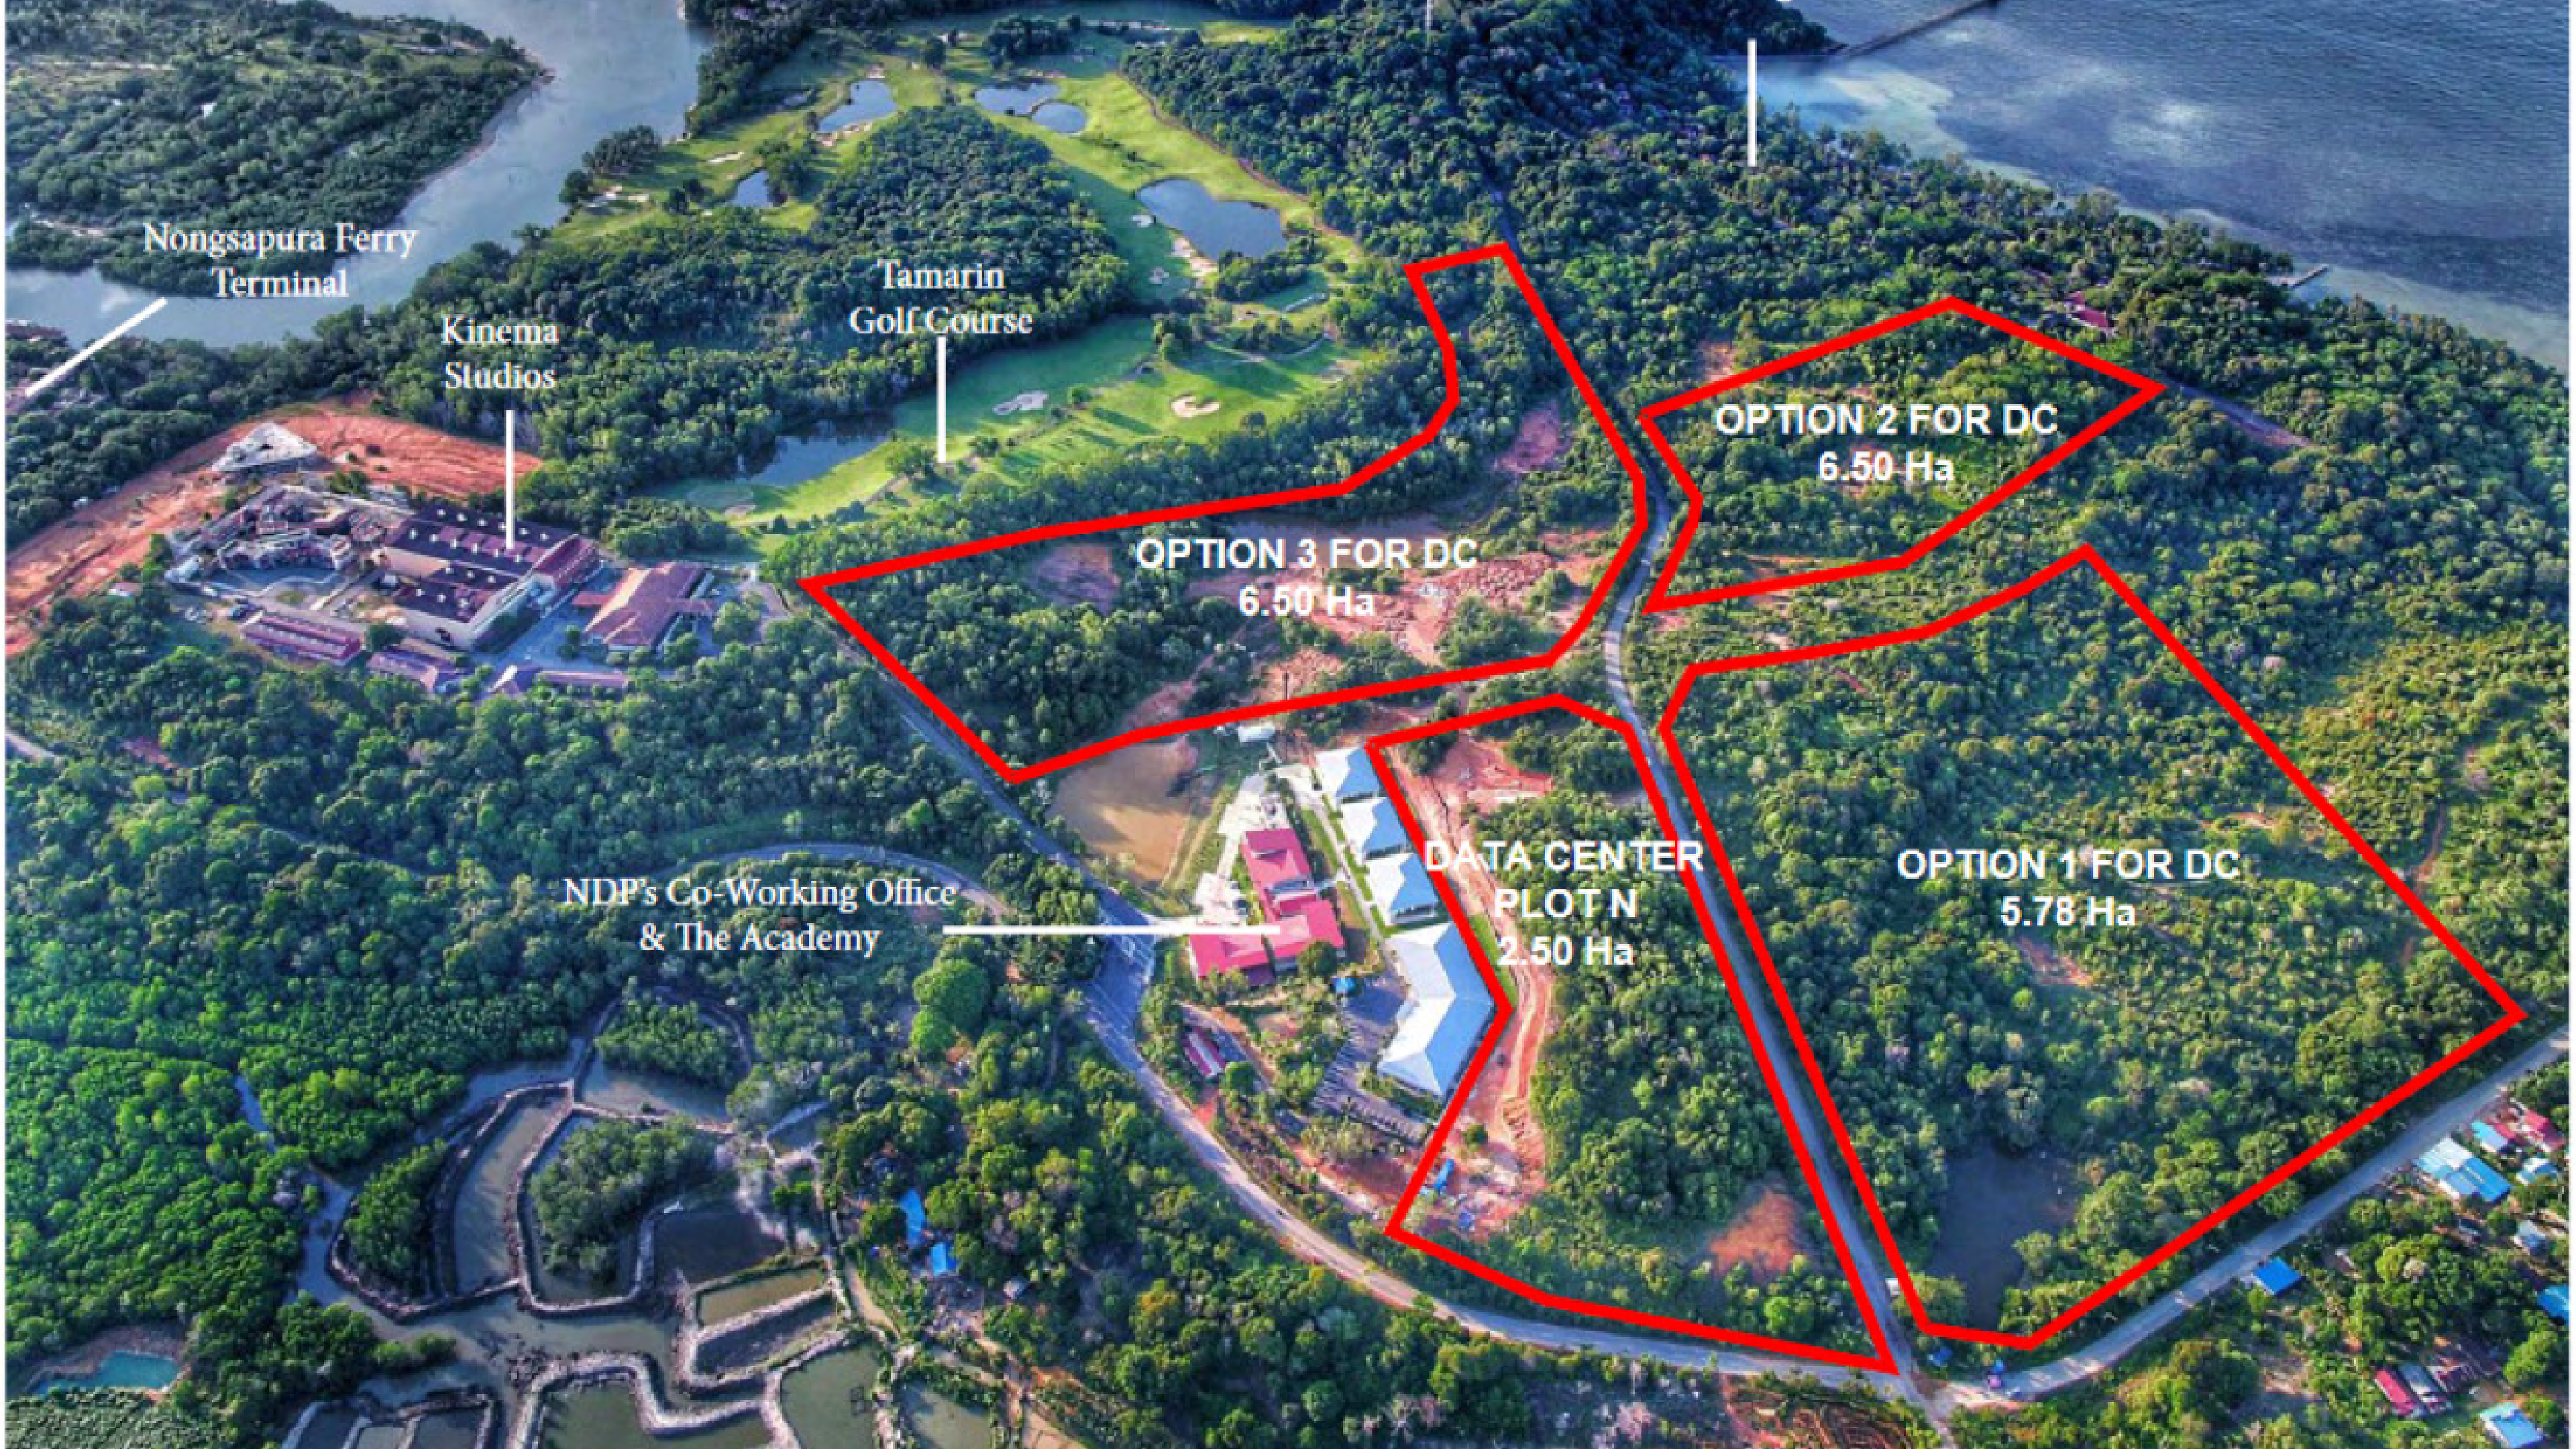 Nongsapura Ferry
Terminal
Kinema
Studios
Tamarin
Golf Course
OPTION 2 FOR DC
6.50 Ha
OPTION 3 FOR DC
6.50 Ha
NDP's Co-Working Office
& The Academy
DATA CENTER
PLOT N
2.50 Ha
OPTION 1 FOR DC
5.78 Ha